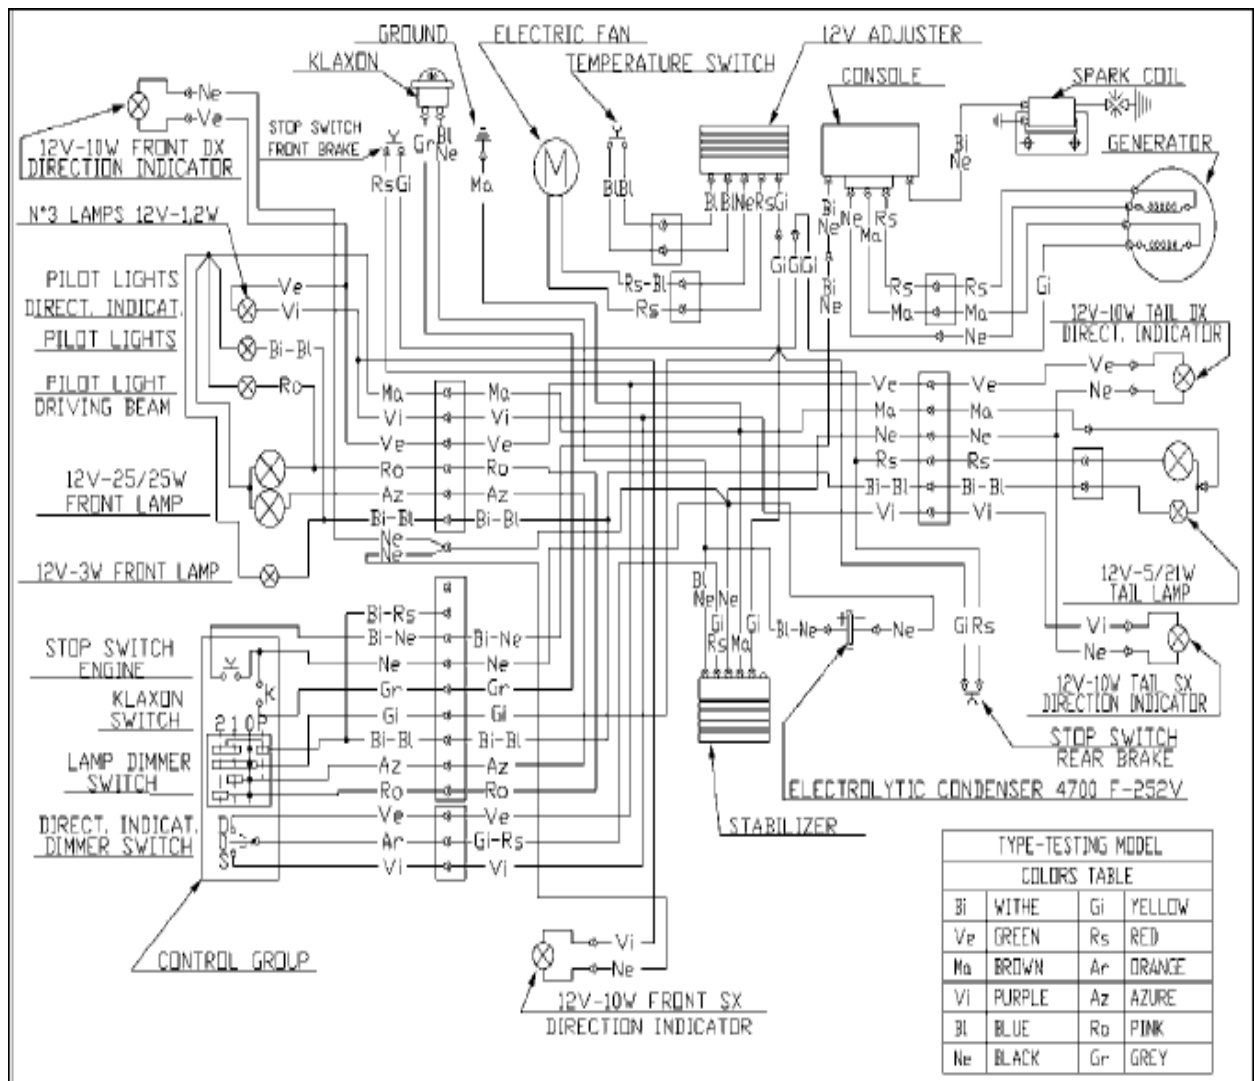 GROUND
ELECTRIC FAN
12V ADJUSTER
KLAXON
TEMPERATURE SWITCH
CONSOLE
SPARK COIL
Ne
Ve
12V-10W FRONT DX
DIRECTION INDICATOR
STOP SWITCH
FRONT BRAKE
Gr
Bl
Ne
M
Bi
Ne
GENERATOR
Rs
Gi
Ma
Bl
Bl
Bl
Bl
Ne
Rs
Gi
Bi
Ne
Ne
Ma
Rs
N°3 LAMPS 12V-1,2W
PILOT LIGHTS
DIRECT. INDICAT.
Ve
Vi
Rs-Bl
Rs
Gi
Gi
Gi
Bi
Ne
Rs
Rs
Ma
Ma
Ne
Gi
12V-10W TAIL DX
DIRECT. INDICATOR
PILOT LIGHTS
Bi-Bl
PILOT LIGHT
DRIVING BEAM
Ro
Ma
Ma
Vi
Vi
Ve
Ve
Ro
Ro
Az
Az
Bi-Bl
Bi-Bl
Ne
Ne
Ve
Ve
Ve
Ma
Ma
Ne
Ne
Ne
Rs
Rs
Bi-Bl
Bi-Bl
Vi
Vi
12V-25/25W
FRONT LAMP
12V-3W FRONT LAMP
12V-5/21W
TAIL LAMP
Bl
Ne
Ne
Gi
Rs
Ma
Gi
Bl-Ne
Ne
Gi
Rs
Vi
Ne
12V-10W TAIL SX
DIRECTION INDICATOR
Bi-Rs
Bi-Ne
Bi-Ne
Ne
Ne
Gr
Gr
Gi
Gi
Bi-Bl
Bi-Bl
Az
Az
Ro
Ro
Ve
Ve
Ar
Gi-Rs
Vi
Vi
STOP SWITCH
ENGINE
KLAXON
SWITCH
K
2 1 0 P
LAMP DIMMER
SWITCH
DIRECT. INDICAT.
DIMMER SWITCH
D
0
S
STOP SWITCH
REAR BRAKE
ELECTROLYTIC CONDENSER 4700 F-252V
STABILIZER
CONTROL GROUP
Vi
Ne
12V-10W FRONT SX
DIRECTION INDICATOR
TYPE-TESTING MODEL
COLORS TABLE
Bi WITHE Gi YELLOW
Ve GREEN Rs RED
Ma BROWN Ar ORANGE
Vi PURPLE Az AZURE
Bl BLUE Ro PINK
Ne BLACK Gr GREY